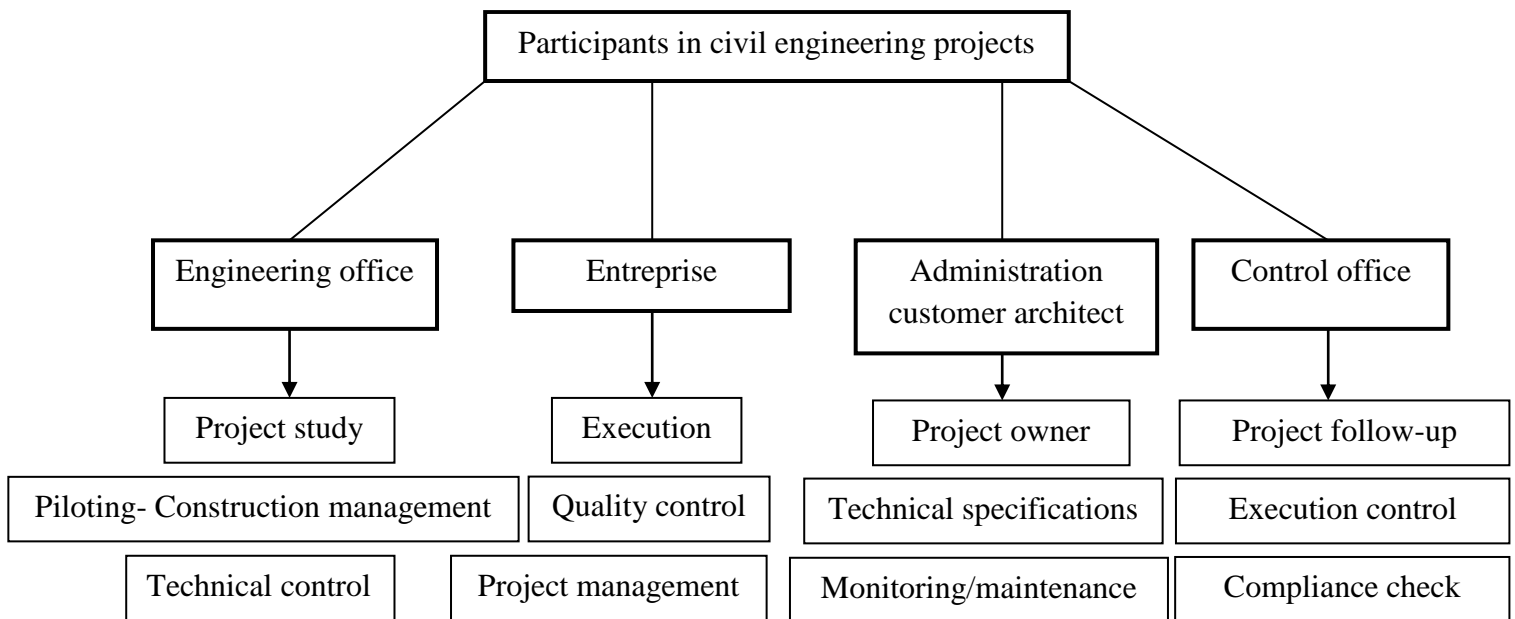 Participants in civil engineering projects
Engineering office
Entreprise
Administration
customer architect
Control office
Project study
Execution
Project owner
Project follow-up
Piloting- Construction management
Quality control
Technical specifications
Execution control
Technical control
Project management
Monitoring/maintenance
Compliance check